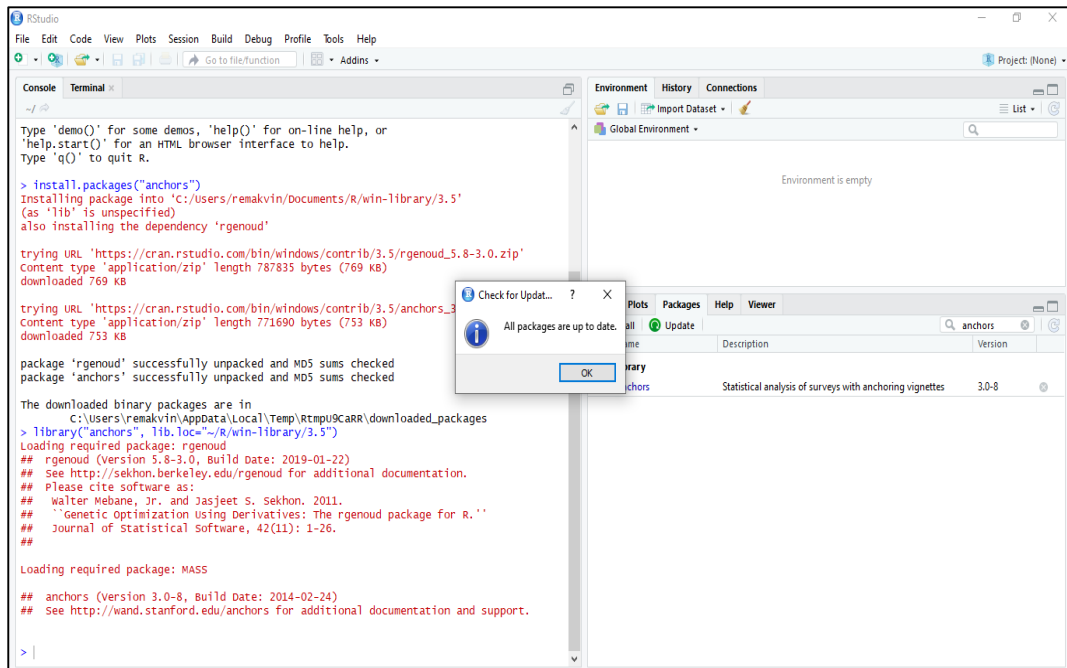 RStudio
File Edit Code View Plots Session Build Debug Profile Tools Help
Go to file/function Addins Project: (None)
Console Terminal
~/
Type 'demo()' for some demos, 'help()' for on-line help, or
'help.start()' for an HTML browser interface to help.
Type 'q()' to quit R.
> install.packages("anchors")
Installing package into ‘C:/Users/remakvin/Documents/R/win-library/3.5’
(as ‘lib’ is unspecified)
also installing the dependency ‘rgenoud’
trying URL 'https://cran.rstudio.com/bin/windows/contrib/3.5/rgenoud_5.8-3.0.zip'
Content type 'application/zip' length 787835 bytes (769 KB)
downloaded 769 KB
trying URL 'https://cran.rstudio.com/bin/windows/contrib/3.5/anchors_3
Content type 'application/zip' length 771690 bytes (753 KB)
downloaded 753 KB
package ‘rgenoud’ successfully unpacked and MD5 sums checked
package ‘anchors’ successfully unpacked and MD5 sums checked
The downloaded binary packages are in
C:\Users\remakvin\AppData\Local\Temp\RtmpU9CaRR\downloaded_packages
> library("anchors", lib.loc="~/R/win-library/3.5")
Loading required package: rgenoud
## rgenoud (Version 5.8-3.0, Build Date: 2019-01-22)
## See http://sekhon.berkeley.edu/rgenoud for additional documentation.
## Please cite software as:
## Walter Mebane, Jr. and Jasjeet S. Sekhon. 2011.
## ``Genetic Optimization Using Derivatives: The rgenoud package for R.''
## Journal of Statistical Software, 42(11): 1-26.
##
Loading required package: MASS
## anchors (Version 3.0-8, Build Date: 2014-02-24)
## See http://wand.stanford.edu/anchors for additional documentation and support.
>
Environment History Connections
Import Dataset List
Global Environment
Environment is empty
Check for Updat... ? X
All packages are up to date.
OK
Plots Packages Help Viewer
all Update anchors
me Description Version
rary
chors Statistical analysis of surveys with anchoring vignettes 3.0-8